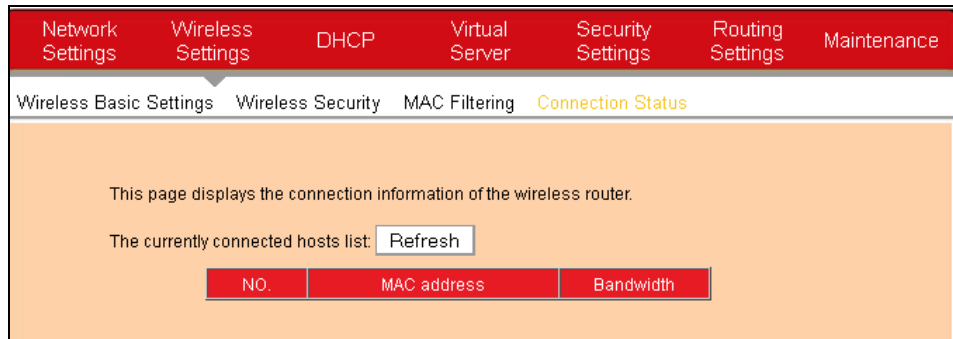 Network Settings Wireless Settings DHCP Virtual Server Security Settings Routing Settings Maintenance
Wireless Basic Settings Wireless Security MAC Filtering Connection Status
This page displays the connection information of the wireless router.
The currently connected hosts list: Refresh
NO. MAC address Bandwidth